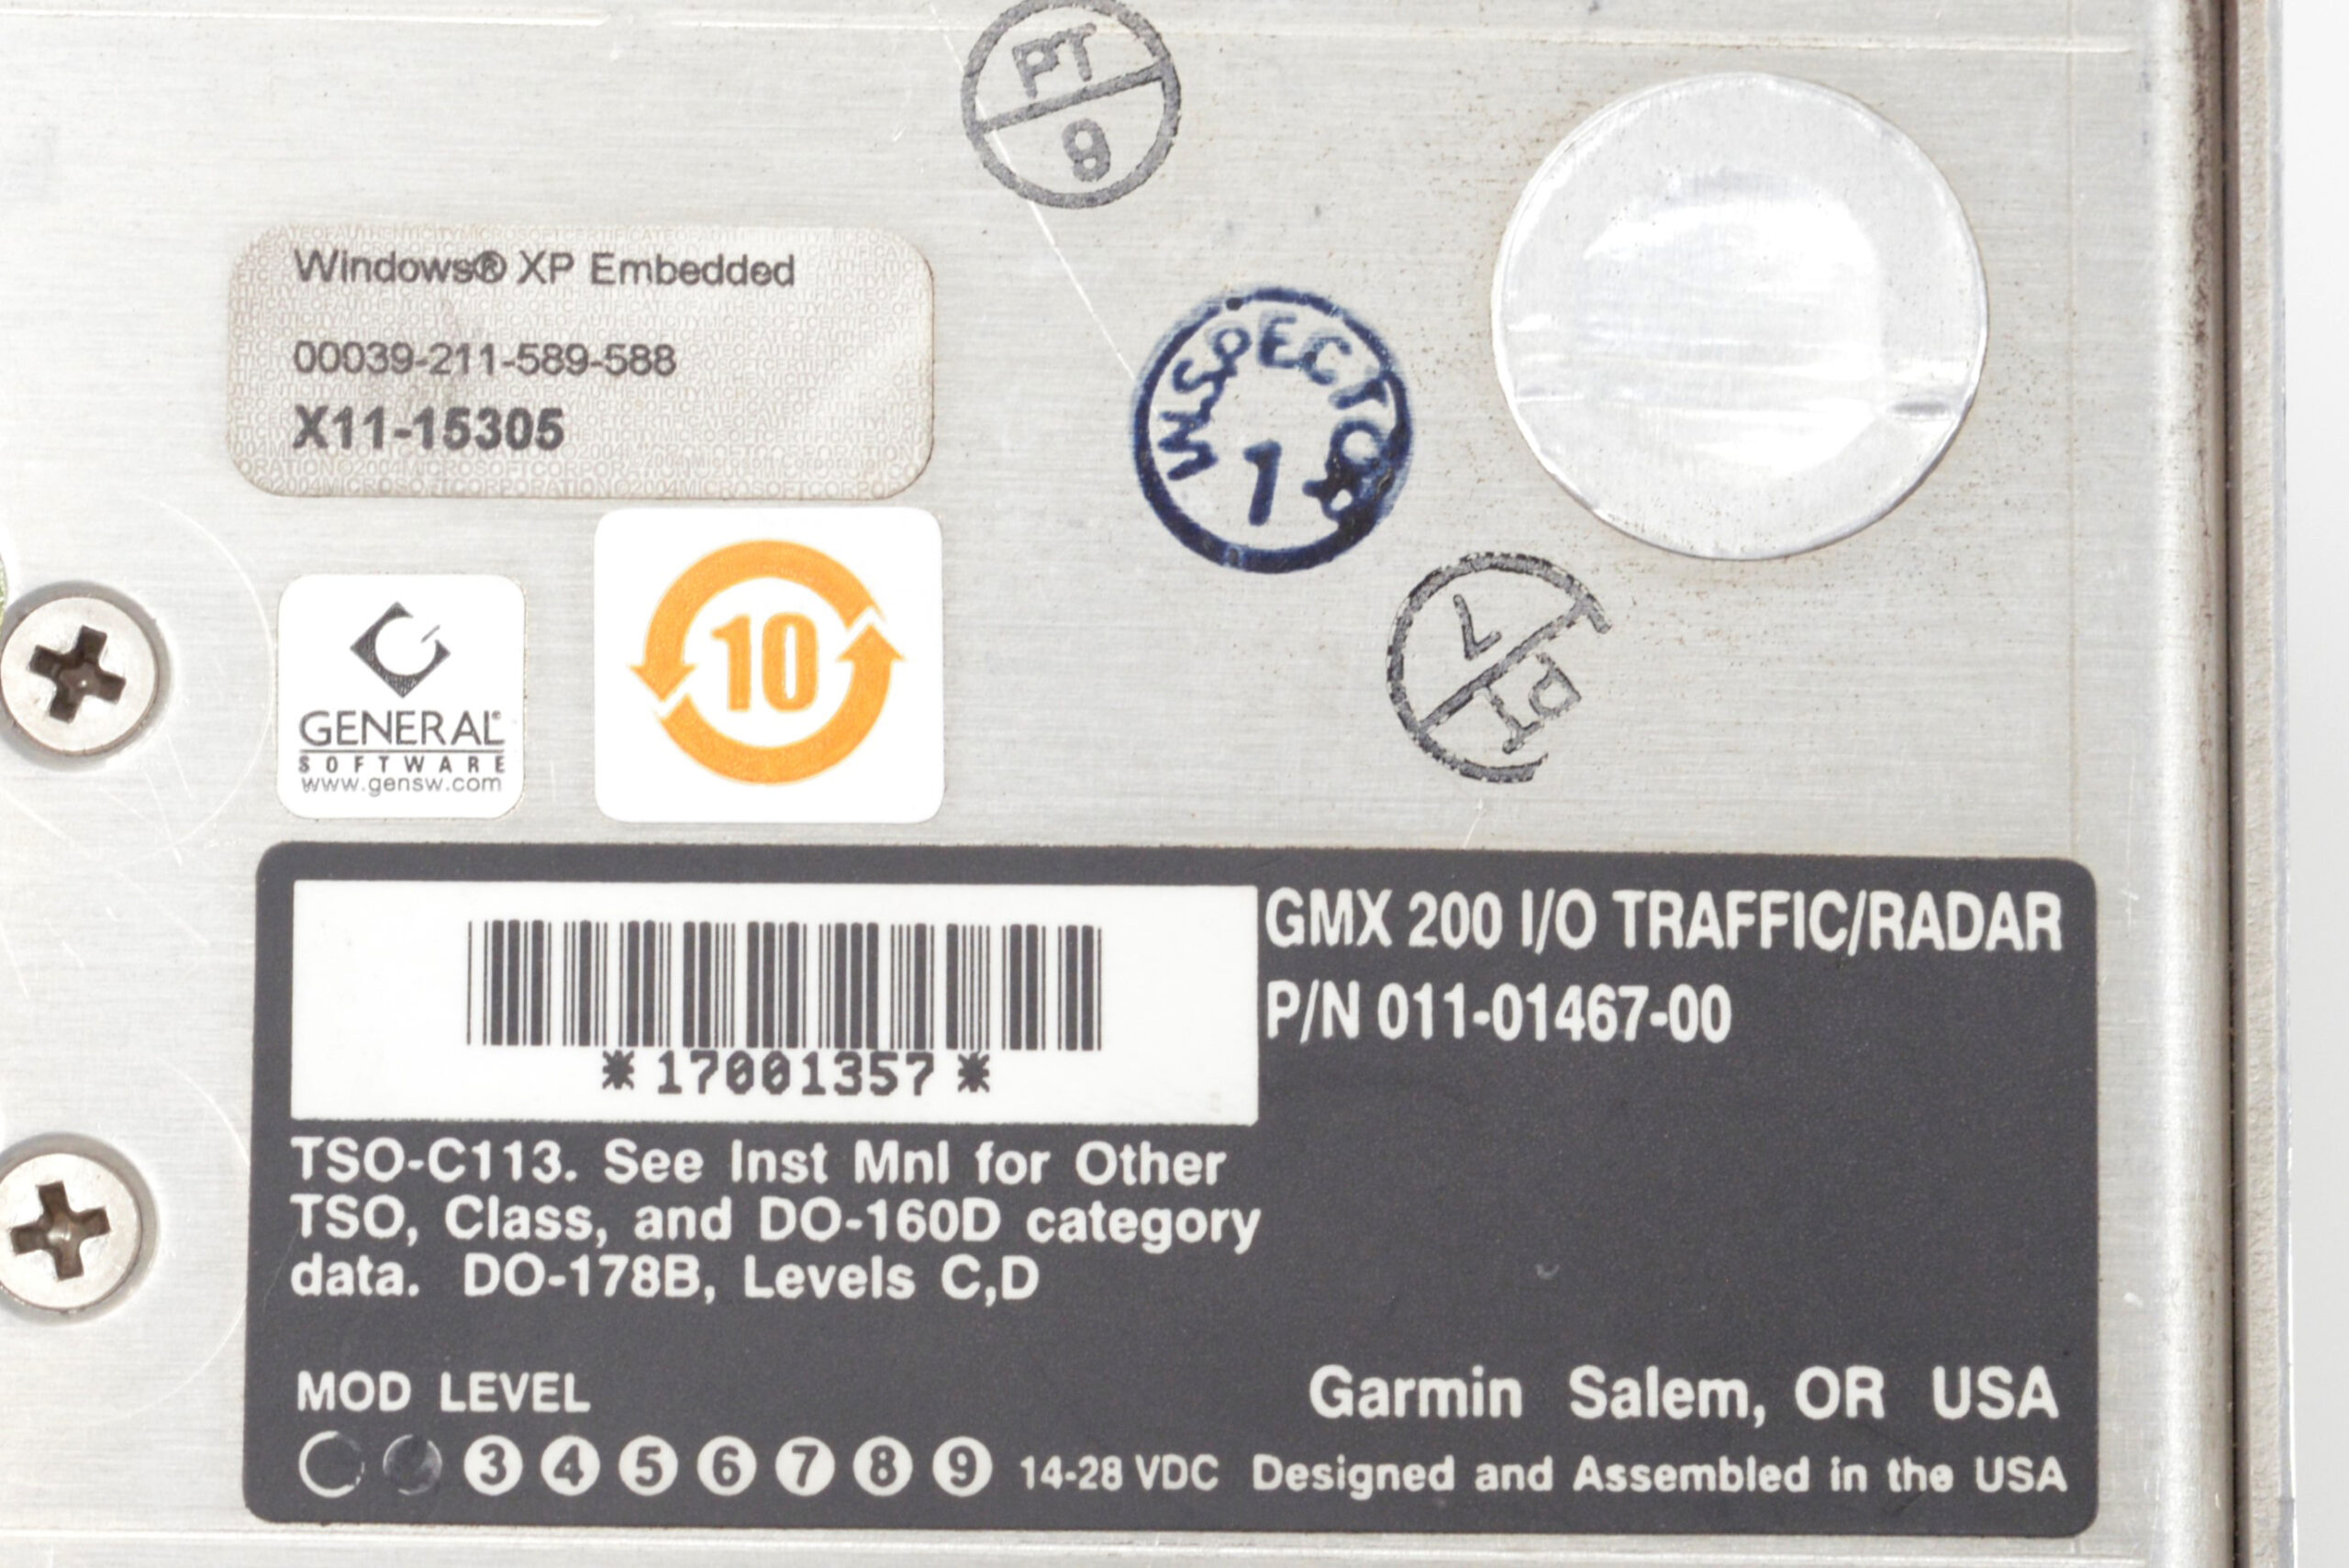 PT
9
Windows® XP Embedded
00039-211-589-588
X11-15305
INSPECTOR
1
GENERAL®
SOFTWARE
www.gensw.com
10
7
PT
*17001357*
GMX 200 I/O TRAFFIC/RADAR
P/N 011-01467-00
TSO-C113. See Inst Mnl for Other
TSO, Class, and DO-160D category
data. DO-178B, Levels C,D
MOD LEVEL
3 4 5 6 7 8 9 14-28 VDC
Garmin Salem, OR USA
Designed and Assembled in the USA